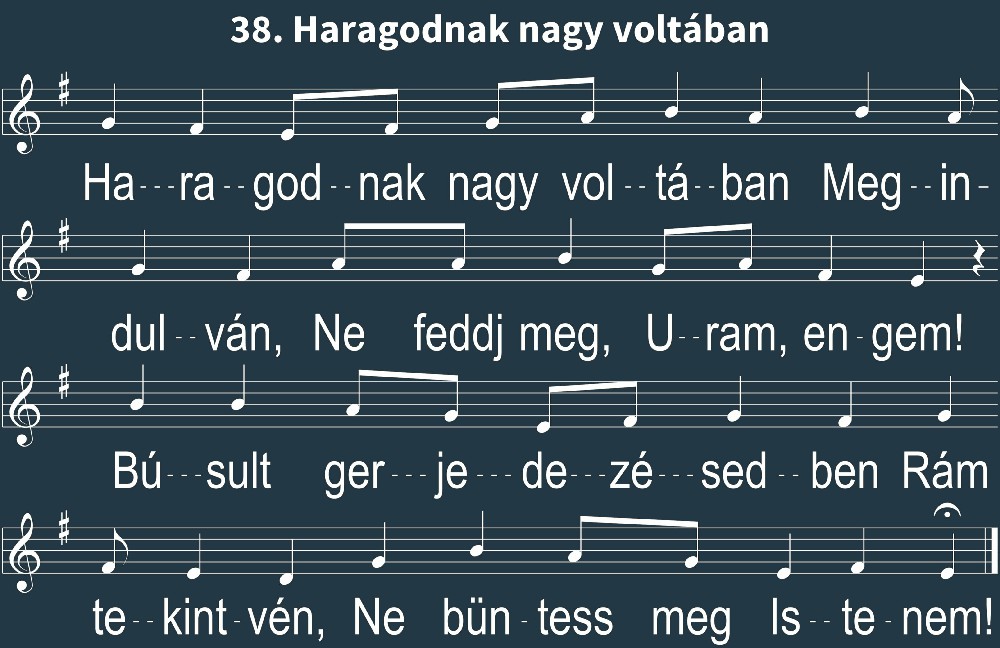 38. Haragodnak nagy voltában
Ha---ra--god--nak nagy vol--tá--ban Meg--in-
dul--ván, Ne feddj meg, U--ram, en-gem!
Bú---sult ger---je---de---zé---sed--ben Rám
te--kint-vén, Ne bün-tess meg Is--te-nem!